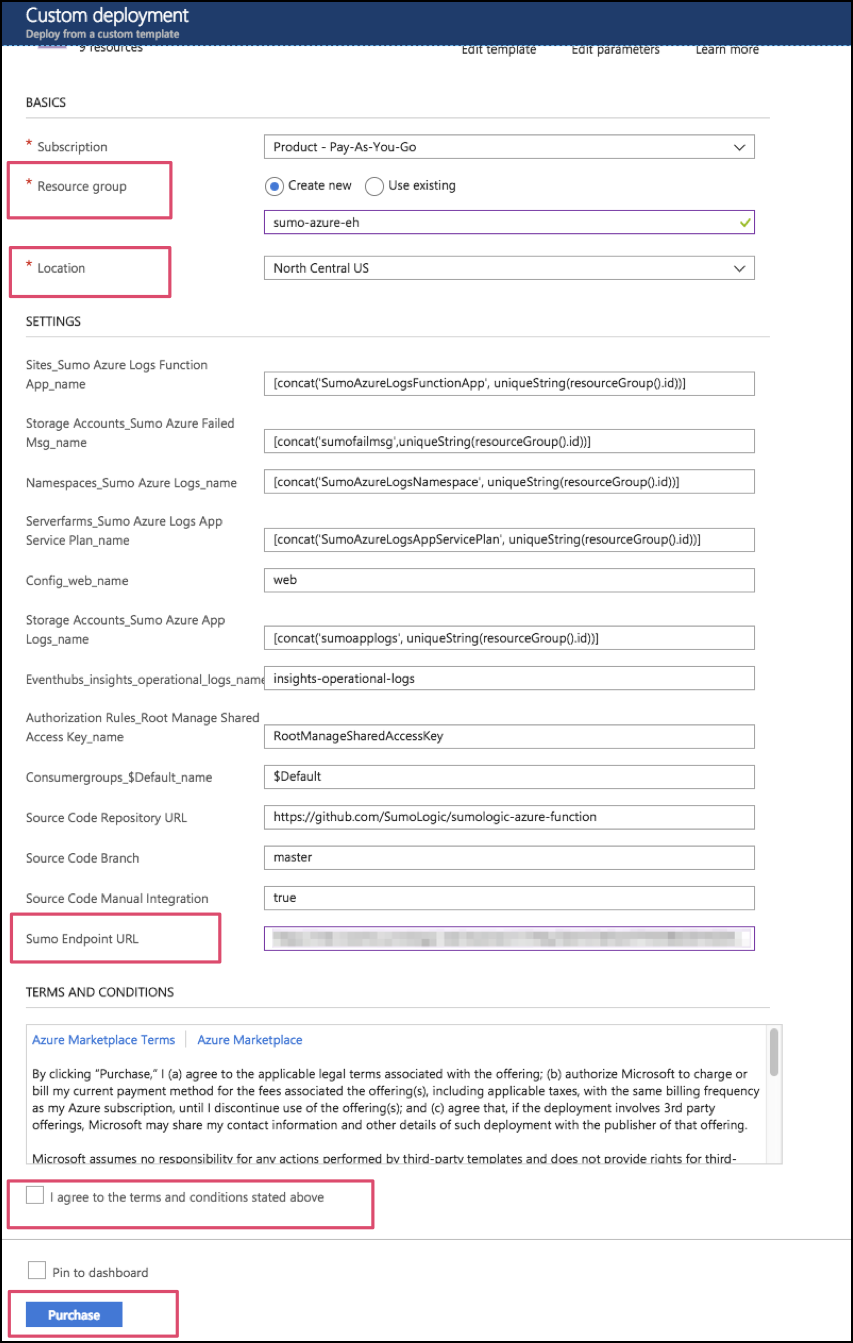 Custom deployment
Deploy from a custom template
9 resources Edit template Edit parameters Learn more
BASICS
* Subscription Product - Pay-As-You-Go
* Resource group Create new Use existing
sumo-azure-eh
* Location North Central US
SETTINGS
Sites_Sumo Azure Logs Function
App_name [concat('SumoAzureLogsFunctionApp', uniqueString(resourceGroup().id))]
Storage Accounts_Sumo Azure Failed
Msg_name [concat('sumofailmsg',uniqueString(resourceGroup().id))]
Namespaces_Sumo Azure Logs_name [concat('SumoAzureLogsNamespace', uniqueString(resourceGroup().id))]
Serverfarms_Sumo Azure Logs App
Service Plan_name [concat('SumoAzureLogsAppServicePlan', uniqueString(resourceGroup().id))]
Config_web_name web
Storage Accounts_Sumo Azure App
Logs_name [concat('sumoapplogs', uniqueString(resourceGroup().id))]
Eventhubs_insights_operational_logs_name insights-operational-logs
Authorization Rules_Root Manage Shared
Access Key_name RootManageSharedAccessKey
Consumergroups_$Default_name $Default
Source Code Repository URL https://github.com/SumoLogic/sumologic-azure-function
Source Code Branch master
Source Code Manual Integration true
Sumo Endpoint URL
TERMS AND CONDITIONS
Azure Marketplace Terms Azure Marketplace
By clicking "Purchase," I (a) agree to the applicable legal terms associated with the offering; (b) authorize Microsoft to charge or
bill my current payment method for the fees associated the offering(s), including applicable taxes, with the same billing frequency
as my Azure subscription, until I discontinue use of the offering(s); and (c) agree that, if the deployment involves 3rd party
offerings, Microsoft may share my contact information and other details of such deployment with the publisher of that offering.
Microsoft assumes no responsibility for any actions performed by third-party templates and does not provide rights for third-
I agree to the terms and conditions stated above
Pin to dashboard
Purchase